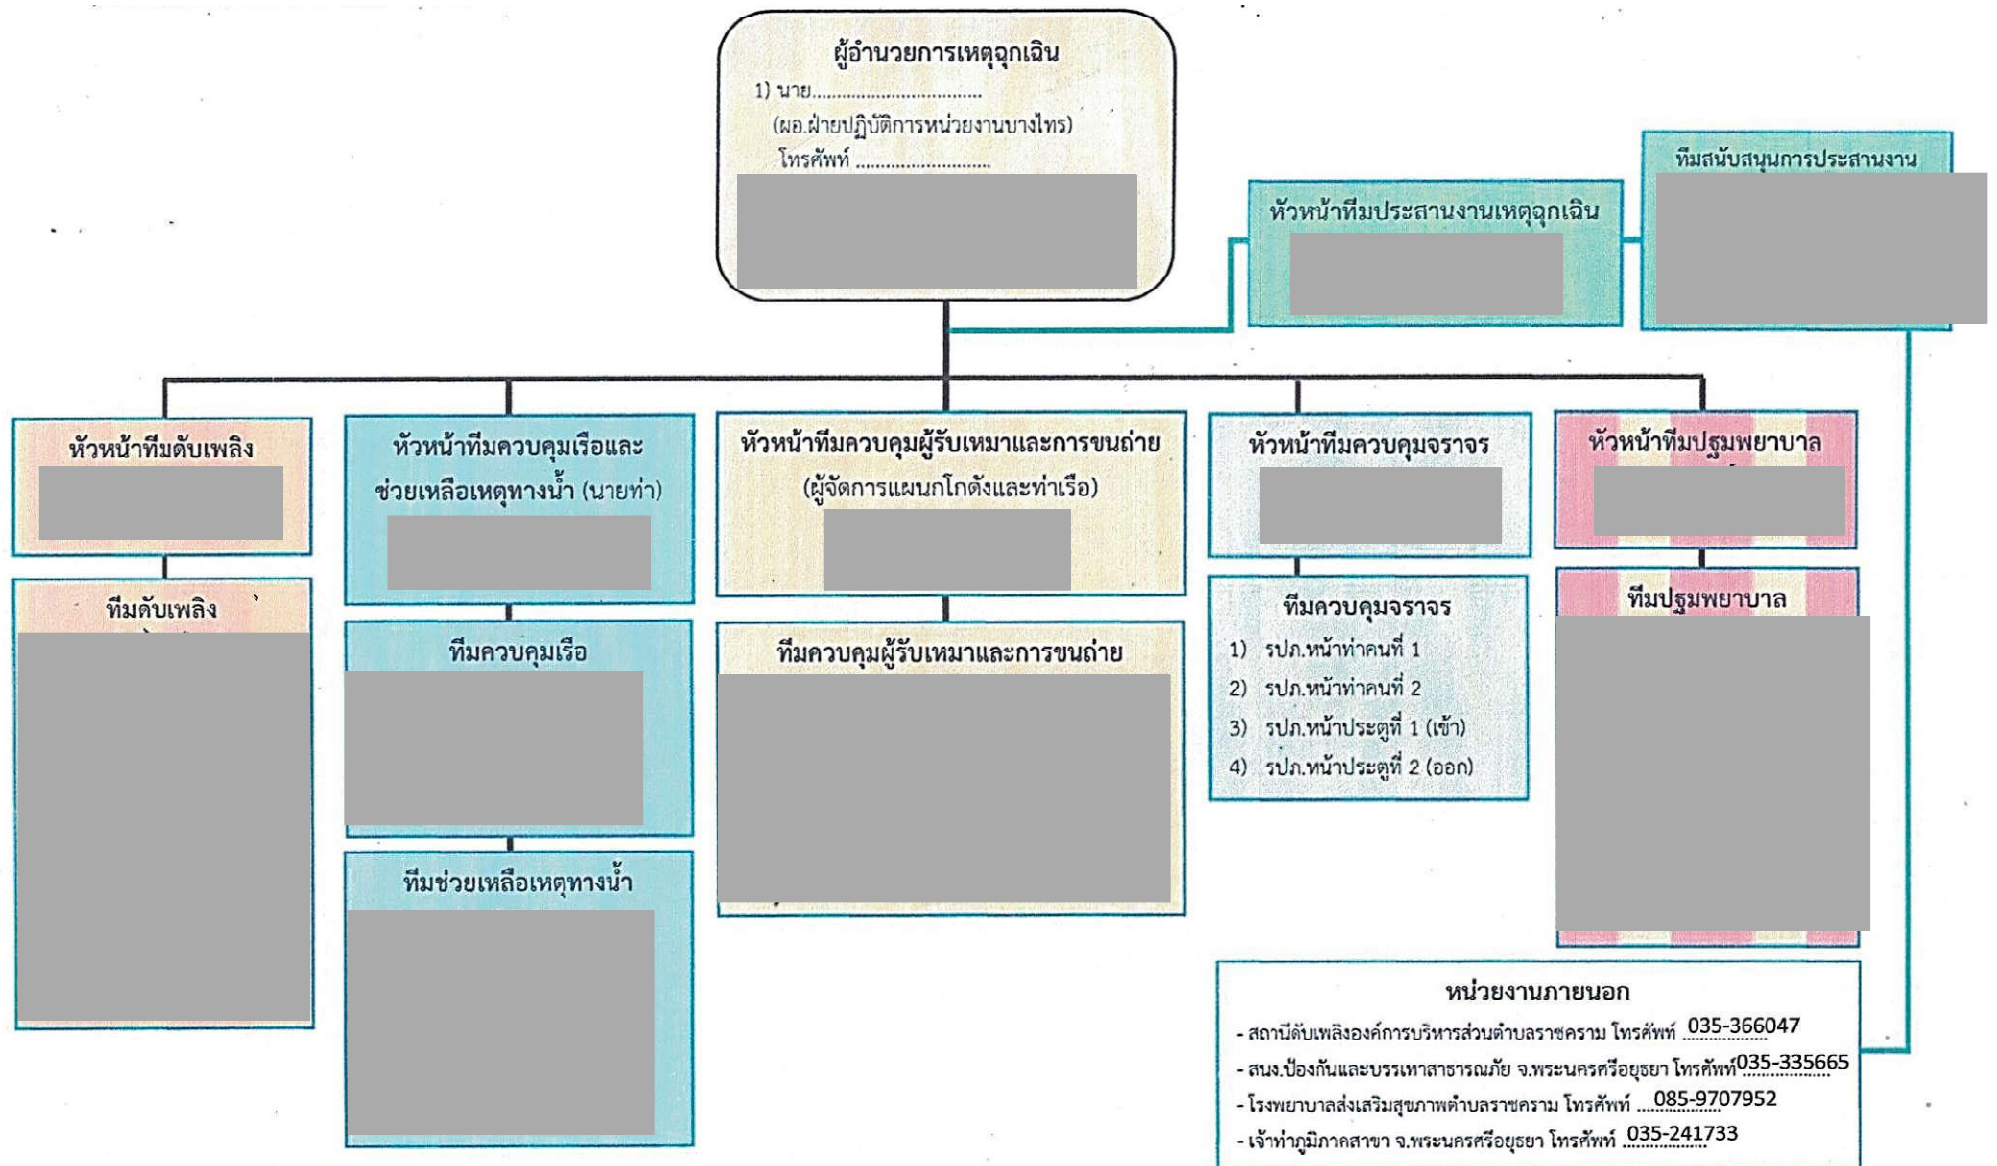 ผู้อำนวยการเหตุฉุกเฉิน
1) นาย................................
(ผอ.ฝ่ายปฏิบัติการหน่วยงานบางไทร)
โทรศัพท์ .........................
ทีมสนับสนุนการประสานงาน
หัวหน้าทีมประสานงานเหตุฉุกเฉิน
หัวหน้าทีมดับเพลิง
ทีมดับเพลิง
หัวหน้าทีมควบคุมเรือและ
ช่วยเหลือเหตุทางน้ำ (นายท่า)
ทีมควบคุมเรือ
ทีมช่วยเหลือเหตุทางน้ำ
หัวหน้าทีมควบคุมผู้รับเหมาและการขนถ่าย
(ผู้จัดการแผนกโกดังและท่าเรือ)
ทีมควบคุมผู้รับเหมาและการขนถ่าย
หัวหน้าทีมควบคุมจราจร
ทีมควบคุมจราจร
1) รปภ.หน้าท่าคนที่ 1
2) รปภ.หน้าท่าคนที่ 2
3) รปภ.หน้าประตูที่ 1 (เข้า)
4) รปภ.หน้าประตูที่ 2 (ออก)
หัวหน้าทีมปฐมพยาบาล
ทีมปฐมพยาบาล
หน่วยงานภายนอก
- สถานีดับเพลิงองค์การบริหารส่วนตำบลราชคราม โทรศัพท์ 035-366047
- สนง.ป้องกันและบรรเทาสาธารณภัย จ.พระนครศรีอยุธยา โทรศัพท์ 035-335665
- โรงพยาบาลส่งเสริมสุขภาพตำบลราชคราม โทรศัพท์ 085-9707952
- เจ้าท่าภูมิภาคสาขา จ.พระนครศรีอยุธยา โทรศัพท์ 035-241733